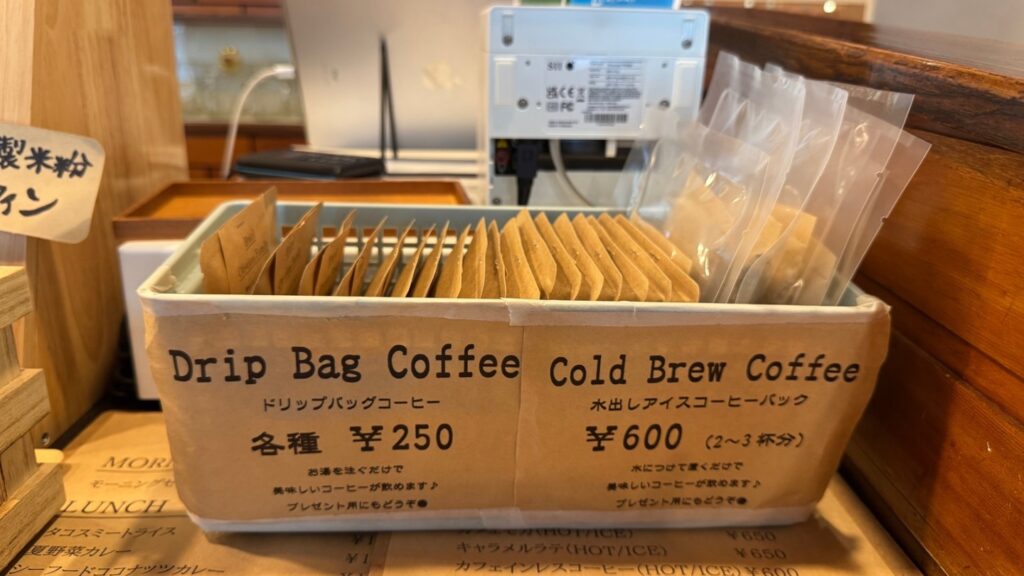 製米粉
Drip Bag Coffee
ドリップバッグコーヒー
各種 ¥250
お湯を注ぐだけで
美味しいコーヒーが飲めます♪
プレゼント用にもどうぞ●
Cold Brew Coffee
水出しアイスコーヒーパック
¥600 (2~3杯分)
水につけて置くだけで
美味しいコーヒーが飲めます♪
プレゼント用にもどうぞ●
LUNCH
タコスミートライス
夏野菜カレー
シーフードココナッツカレー
¥650
キャラメルラテ(HOT/ICE) ¥650
カフェインレスコーヒー(HOT/ICE) ¥600